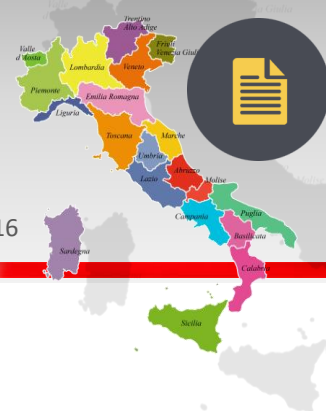 Trentino
Alto Adige
Friuli
Venezia Giul
Valle
d'Aosta
Lombardia
Veneto
Piemonte
Emilia Romagna
Liguria
Toscana
Marche
Umbria
Abruzzo
Lazio
Molise
Campania
Puglia
16
Basilicata
Sardegna
Calabria
Sicilia